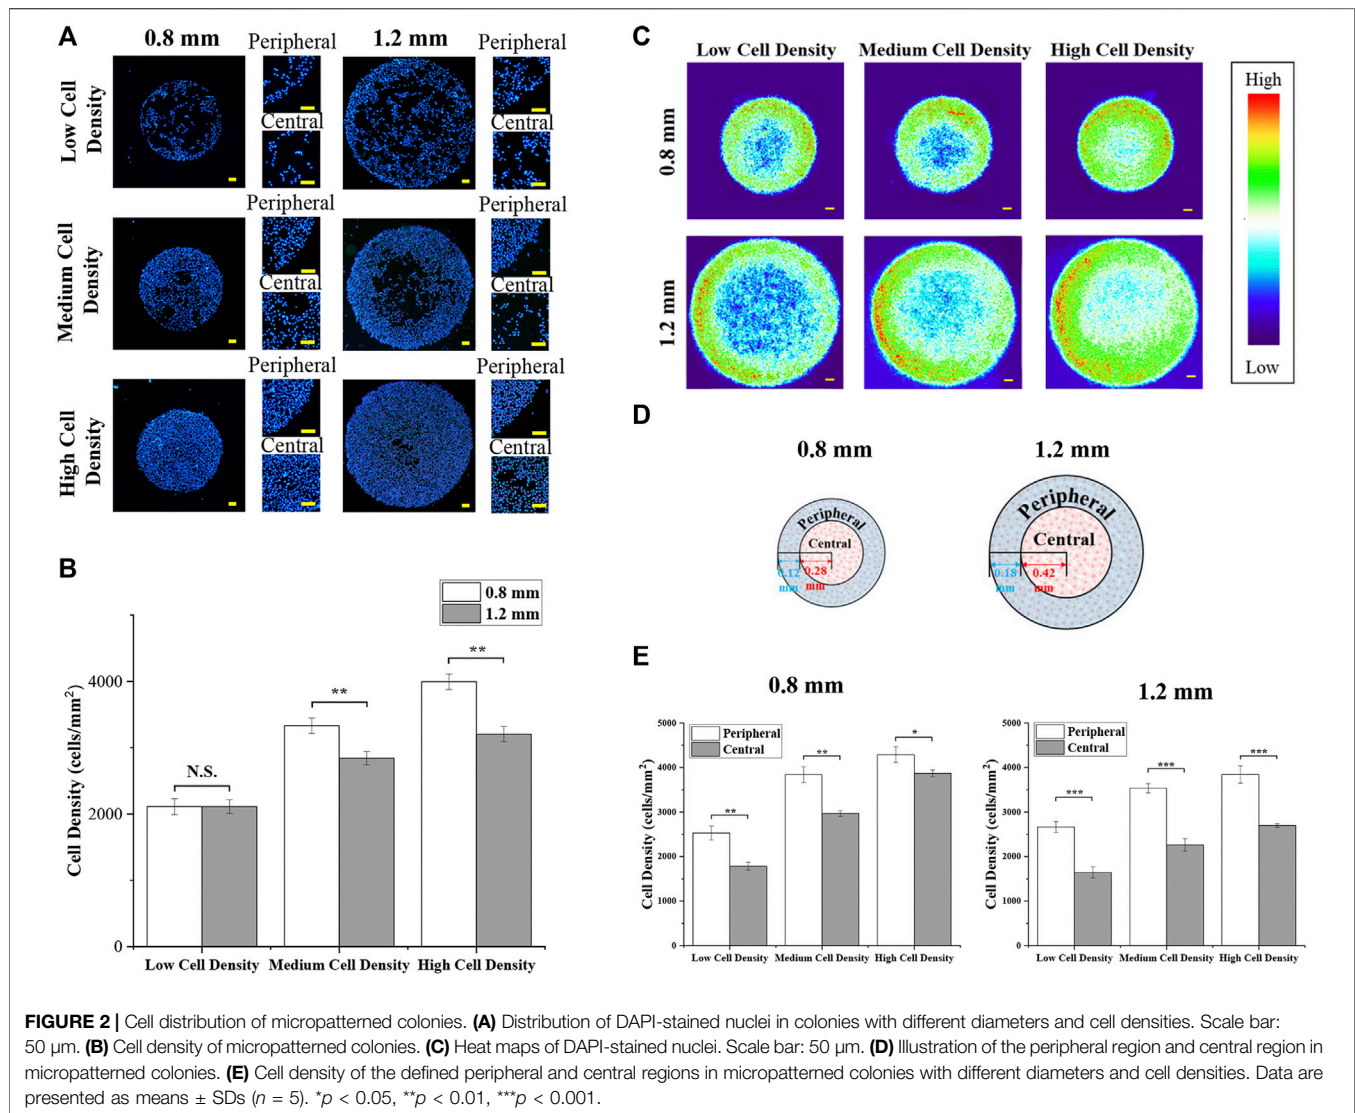 A
0.8 mm
1.2 mm
Peripheral
Peripheral
Low Cell
Density
Central
Central
Peripheral
Peripheral
Medium Cell
Density
Central
Central
Peripheral
Peripheral
High Cell
Density
Central
Central
B
0.8 mm
1.2 mm
Cell Density (cells/mm²)
4000
2000
0
N.S.
**
**
Low Cell Density
Medium Cell Density
High Cell Density
C
Low Cell Density
Medium Cell Density
High Cell Density
0.8 mm
1.2 mm
High
Low
D
0.8 mm
1.2 mm
Peripheral
Central
0.12
mm
0.28
mm
Peripheral
Central
0.18
mm
0.42
mm
E
0.8 mm
Peripheral
Central
Cell Density (cells/mm²)
5000
4000
3000
2000
1000
0
**
**
*
Low Cell Density
Medium Cell Density
High Cell Density
1.2 mm
Peripheral
Central
Cell Density (cells/mm²)
5000
4000
3000
2000
1000
0
***
***
***
Low Cell Density
Medium Cell Density
High Cell Density
FIGURE 2 | Cell distribution of micropatterned colonies. (A) Distribution of DAPI-stained nuclei in colonies with different diameters and cell densities. Scale bar:
50 μm. (B) Cell density of micropatterned colonies. (C) Heat maps of DAPI-stained nuclei. Scale bar: 50 μm. (D) Illustration of the peripheral region and central region in
micropatterned colonies. (E) Cell density of the defined peripheral and central regions in micropatterned colonies with different diameters and cell densities. Data are
presented as means ± SDs (n = 5). *p < 0.05, **p < 0.01, ***p < 0.001.